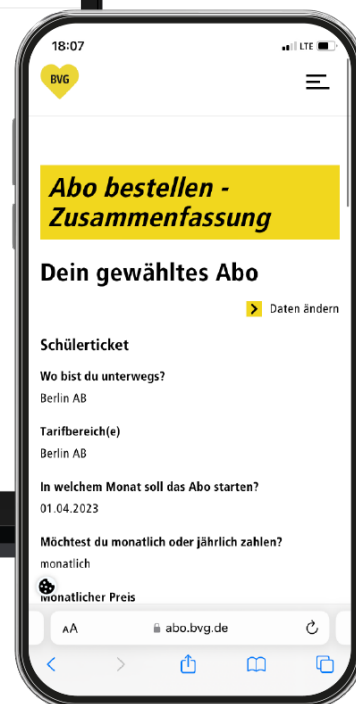 18:07
LTE
BVG
Abo bestellen -
Zusammenfassung
Dein gewähltes Abo
Daten ändern
Schülerticket
Wo bist du unterwegs?
Berlin AB
Tarifbereich(e)
Berlin AB
In welchem Monat soll das Abo starten?
01.04.2023
Möchtest du monatlich oder jährlich zahlen?
monatlich
Monatlicher Preis
AA
abo.bvg.de